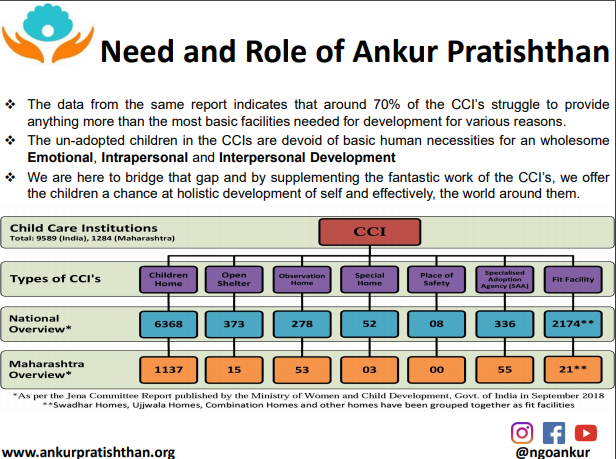 Need and Role of Ankur Pratishthan
❖ The data from the same report indicates that around 70% of the CCI's struggle to provide
anything more than the most basic facilities needed for development for various reasons.
❖ The un-adopted children in the CCIs are devoid of basic human necessities for an wholesome
Emotional, Intrapersonal and Interpersonal Development
❖ We are here to bridge that gap and by supplementing the fantastic work of the CCI's, we offer
the children a chance at holistic development of self and effectively, the world around them.
Child Care Institutions
Total: 9589 (India), 1284 (Maharashtra)
CCI
Types of CCI's
Children
Home
Open
Shelter
Observation
Home
Special
Home
Place of
Safety
Specialised
Adoption
Agency (SAA)
Fit Facility
National
Overview*
6368 373 278 52 08 336 2174**
Maharashtra
Overview*
1137 15 53 03 00 55 21**
*As per the Jena Committee Report published by the Ministry of Women and Child Development, Govt. of India in September 2018
**Swadhar Homes, Ujjwala Homes, Combination Homes and other homes have been grouped together as fit facilities
www.ankurpratishthan.org
@ngoankur